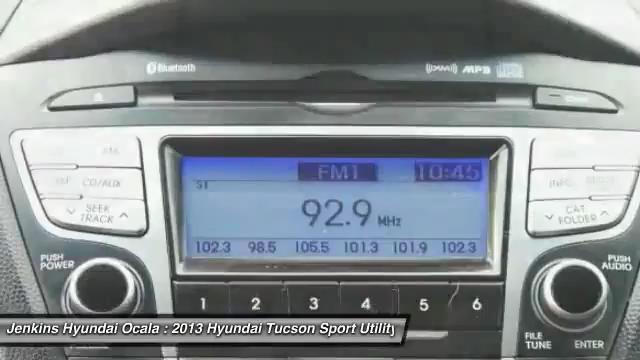 Bluetooth
((XM)) MP3
FM1 10:45
ST
92.9 MHz
102.3 98.5 105.5 101.3 101.9 102.3
CD/AUX
INFO
SEEK
TRACK
CAT
FOLDER
PUSH
POWER
PUSH
AUDIO
1 2 3 4 5 6
FILE
TUNE
ENTER
Jenkins Hyundai Ocala : 2013 Hyundai Tucson Sport Utility